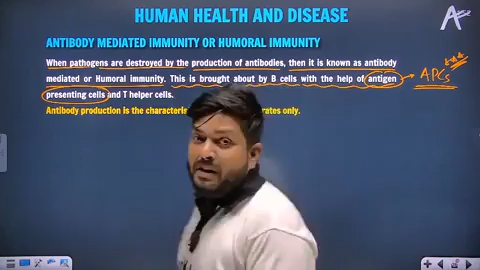 HUMAN HEALTH AND DISEASE
ANTIBODY MEDIATED IMMUNITY OR HUMORAL IMMUNITY
When pathogens are destroyed by the production of antibodies, then it is known as antibody
mediated or Humoral immunity. This is brought about by B cells with the help of antigen APCs
presenting cells and T helper cells.
Antibody production is the rates only.